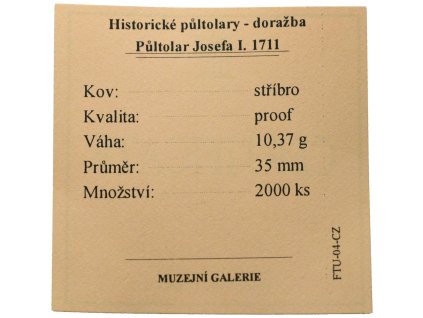 Historické půltolary - doražba
Půltolar Josefa I. 1711
Kov: stříbro
Kvalita: proof
Váha: 10,37 g
Průměr: 35 mm
Množství: 2000 ks
MUZEJNÍ GALERIE
FTU-04-CZ